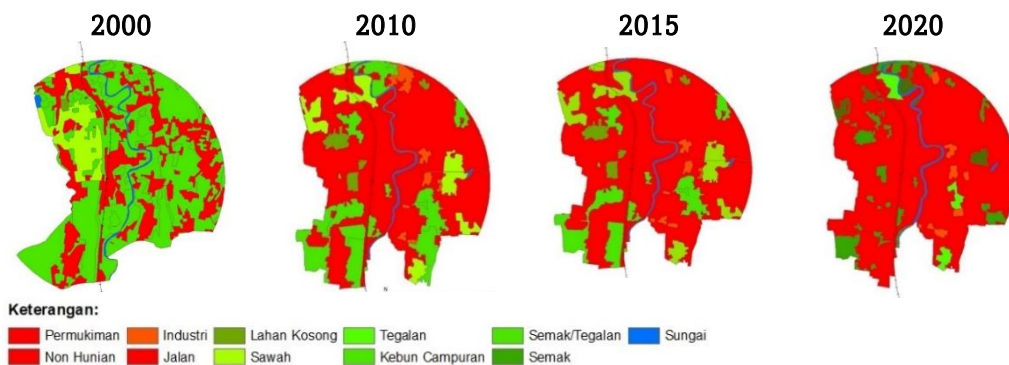 2000 2010 2015 2020
N
Keterangan:
Permukiman Industri Lahan Kosong Tegalan Semak/Tegalan Sungai
Non Hunian Jalan Sawah Kebun Campuran Semak